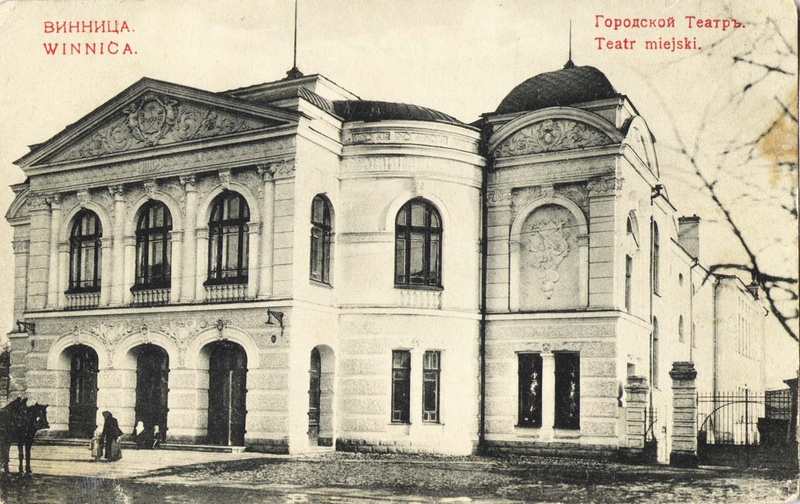 ВИННИЦА.
WINNICA.
Городской Театръ.
Teatr miejski.